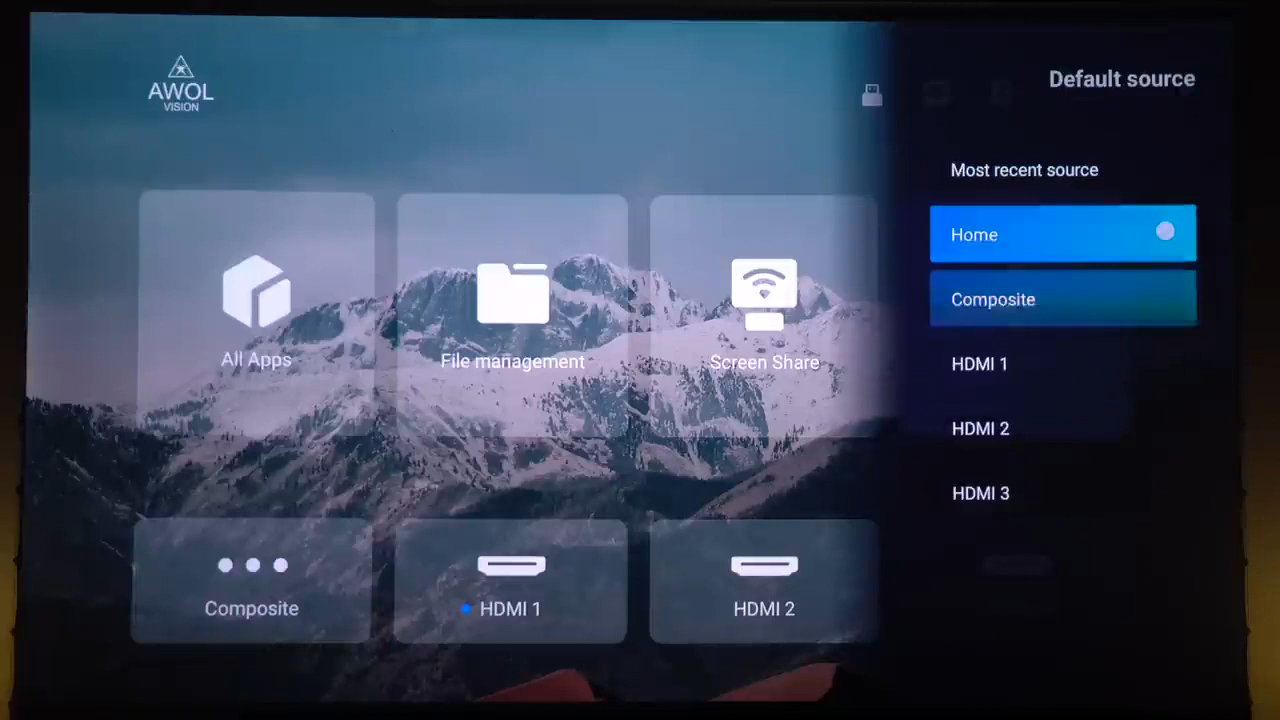 AWOL
VISION
Default source
Most recent source
Home
Composite
HDMI 1
HDMI 2
HDMI 3
All Apps
File management
Screen Share
Composite
HDMI 1
HDMI 2